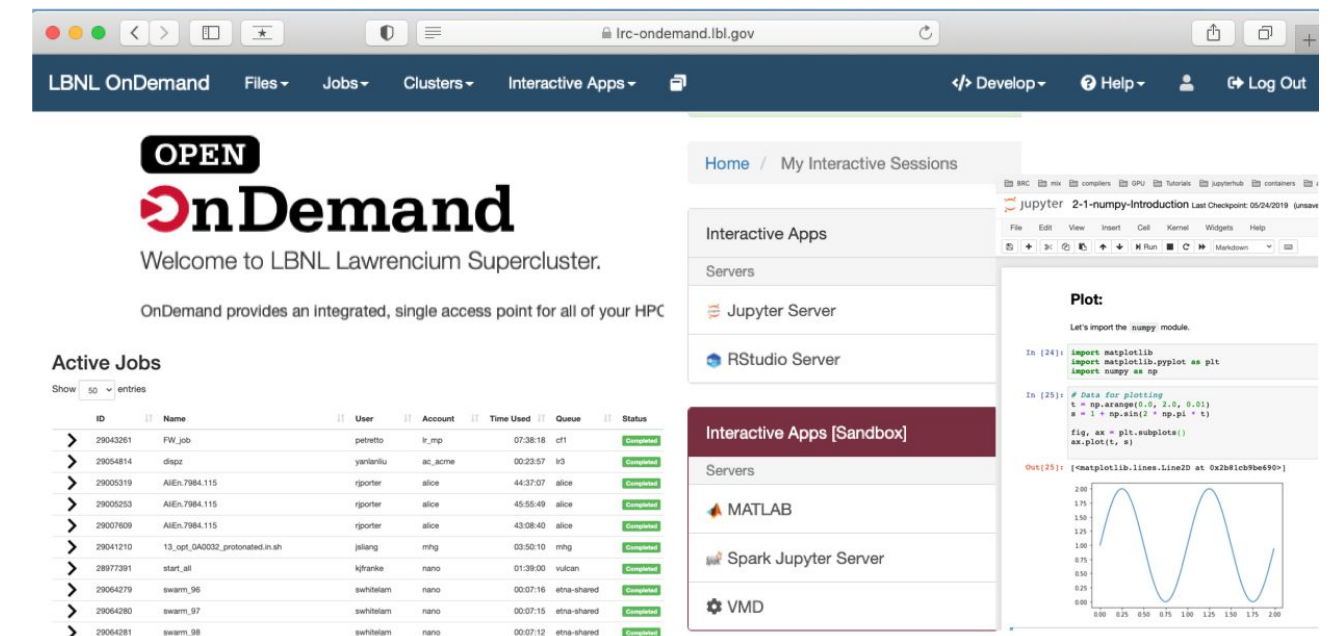 lrc-ondemand.lbl.gov
LBNL OnDemand Files Jobs Clusters Interactive Apps </> Develop Help Log Out
OPEN
OnDemand
Welcome to LBNL Lawrencium Supercluster.
OnDemand provides an integrated, single access point for all of your HPC
Active Jobs
Show 50 entries
ID Name User Account Time Used Queue Status
29043261 FW_job petretto lr_mp 07:38:18 cf1 Completed
29054814 dispz yanlanliu ac_acme 00:23:57 lr3 Completed
29005319 AliEn.7984.115 rjporter alice 44:37:07 alice Completed
29005253 AliEn.7984.115 rjporter alice 45:55:49 alice Completed
29007609 AliEn.7984.115 rjporter alice 43:08:40 alice Completed
29041210 13_opt_0A0032_protonated.in.sh jsliang mhg 03:50:10 mhg Completed
28977391 start_all kjfranke nano 01:39:00 vulcan Completed
29064279 swarm_96 swhitelam nano 00:07:16 etna-shared Completed
29064280 swarm_97 swhitelam nano 00:07:15 etna-shared Completed
29064281 swarm_98 swhitelam nano 00:07:12 etna-shared Completed
Home / My Interactive Sessions
Interactive Apps
Servers
Jupyter Server
RStudio Server
Interactive Apps [Sandbox]
Servers
MATLAB
Spark Jupyter Server
VMD
BRC mix compilers GPU Tutorials jupyterhub containers
jupyter 2-1-numpy-Introduction Last Checkpoint: 05/24/2019 (unsave
File Edit View Insert Cell Kernel Widgets Help
Run Markdown
Plot:
Let's import the numpy module.
In [24]: import matplotlib
import matplotlib.pyplot as plt
import numpy as np
In [25]: # Data for plotting
t = np.arange(0.0, 2.0, 0.01)
s = 1 + np.sin(2 * np.pi * t)
fig, ax = plt.subplots()
ax.plot(t, s)
Out[25]: [<matplotlib.lines.Line2D at 0x2b81cb9be690>]
2.00
1.75
1.50
1.25
1.00
0.75
0.50
0.25
0.00
0.00 0.25 0.50 0.75 1.00 1.25 1.50 1.75 2.00